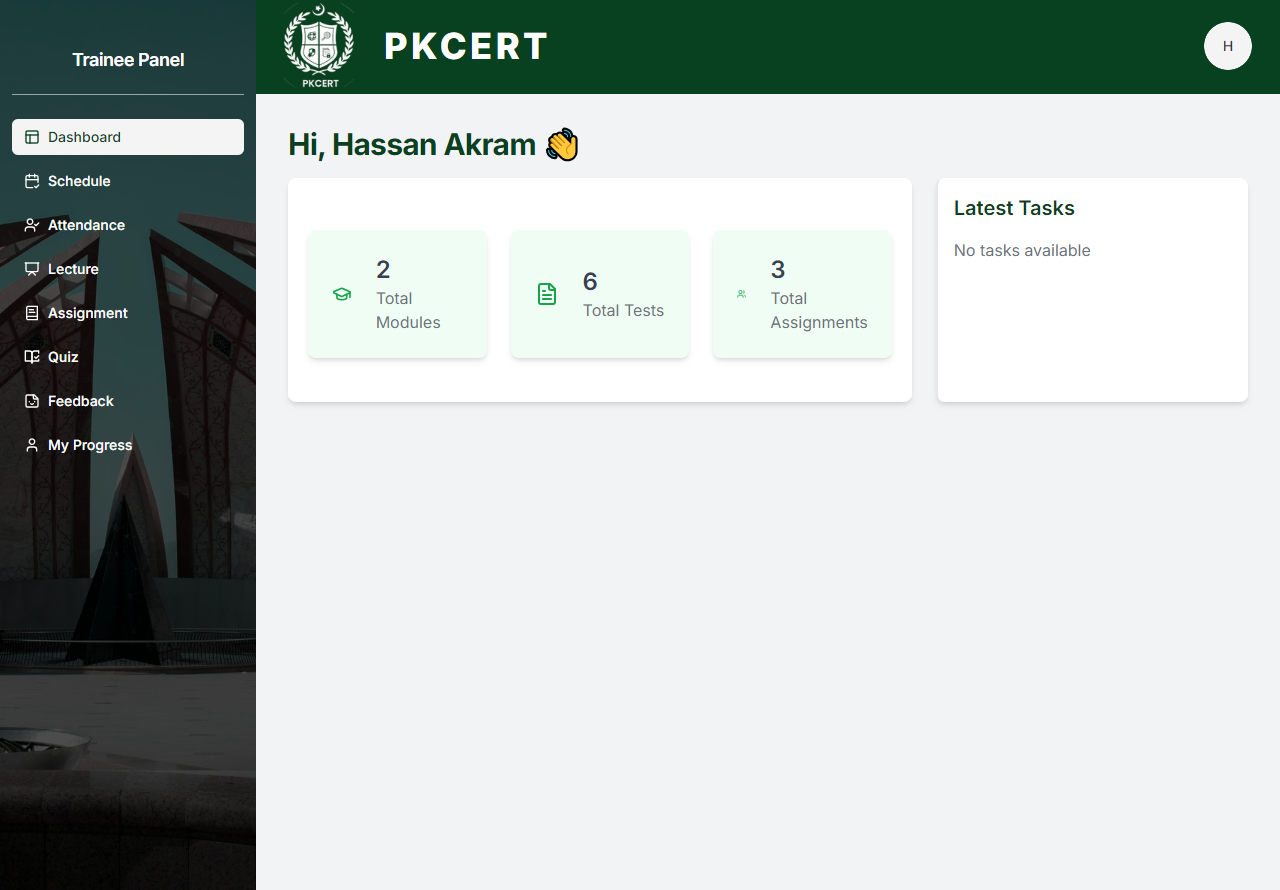 Trainee Panel
Dashboard
Schedule
Attendance
Lecture
Assignment
Quiz
Feedback
My Progress
PKCERT
PKCERT
H
Hi, Hassan Akram 👋
2
Total
Modules
6
Total Tests
3
Total
Assignments
Latest Tasks
No tasks available